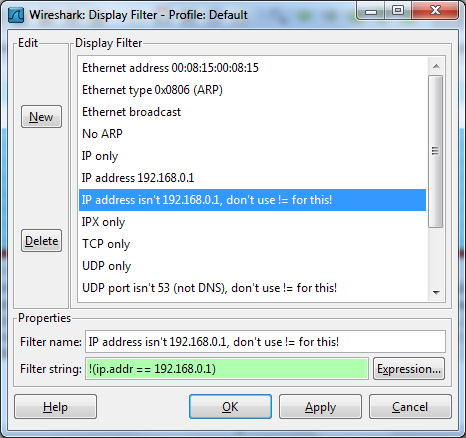 Wireshark: Display Filter - Profile: Default
Edit
Display Filter
New
Delete
Ethernet address 00:08:15:00:08:15
Ethernet type 0x0806 (ARP)
Ethernet broadcast
No ARP
IP only
IP address 192.168.0.1
IP address isn't 192.168.0.1, don't use != for this!
IPX only
TCP only
UDP only
UDP port isn't 53 (not DNS), don't use != for this!
Properties
Filter name: IP address isn't 192.168.0.1, don't use != for this!
Filter string: !(ip.addr == 192.168.0.1) Expression...
Help OK Apply Cancel